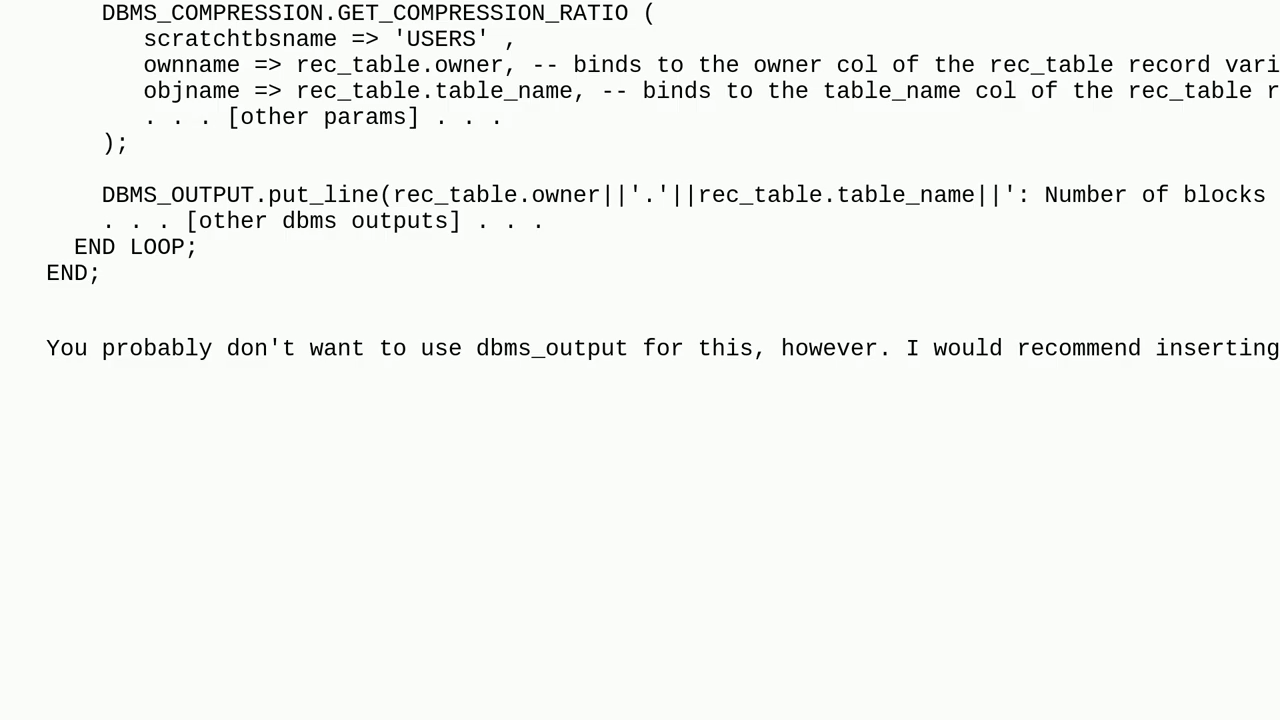 DBMS_COMPRESSION.GET_COMPRESSION_RATIO (
scratchtbsname => 'USERS' ,
ownname => rec_table.owner, -- binds to the owner col of the rec_table record vari
objname => rec_table.table_name, -- binds to the table_name col of the rec_table r
. . . [other params] . . .
);
DBMS_OUTPUT.put_line(rec_table.owner||'.'||rec_table.table_name||': Number of blocks
. . . [other dbms outputs] . . .
END LOOP;
END;
You probably don't want to use dbms_output for this, however. I would recommend inserting